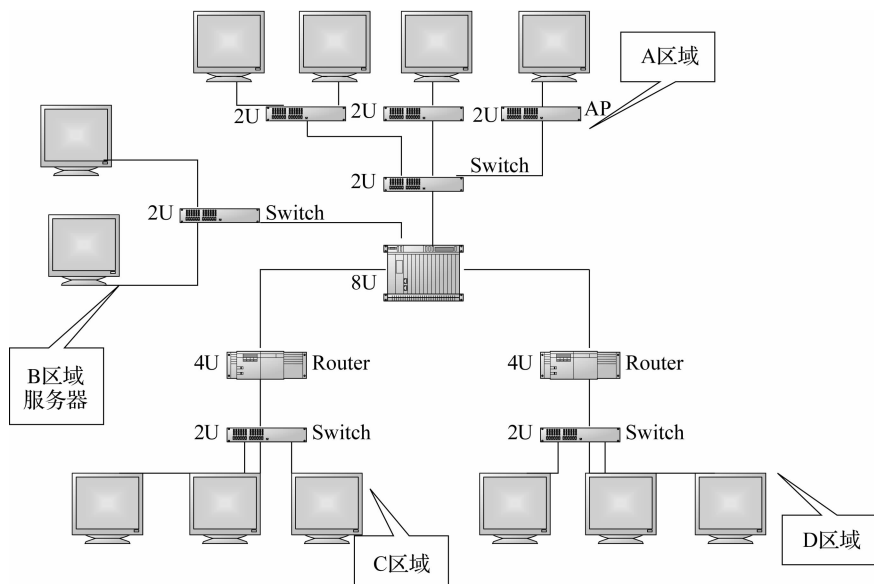 A区域
2U
2U
2U
AP
2U
Switch
2U
Switch
8U
B区域
服务器
4U
Router
4U
Router
2U
Switch
2U
Switch
C区域
D区域